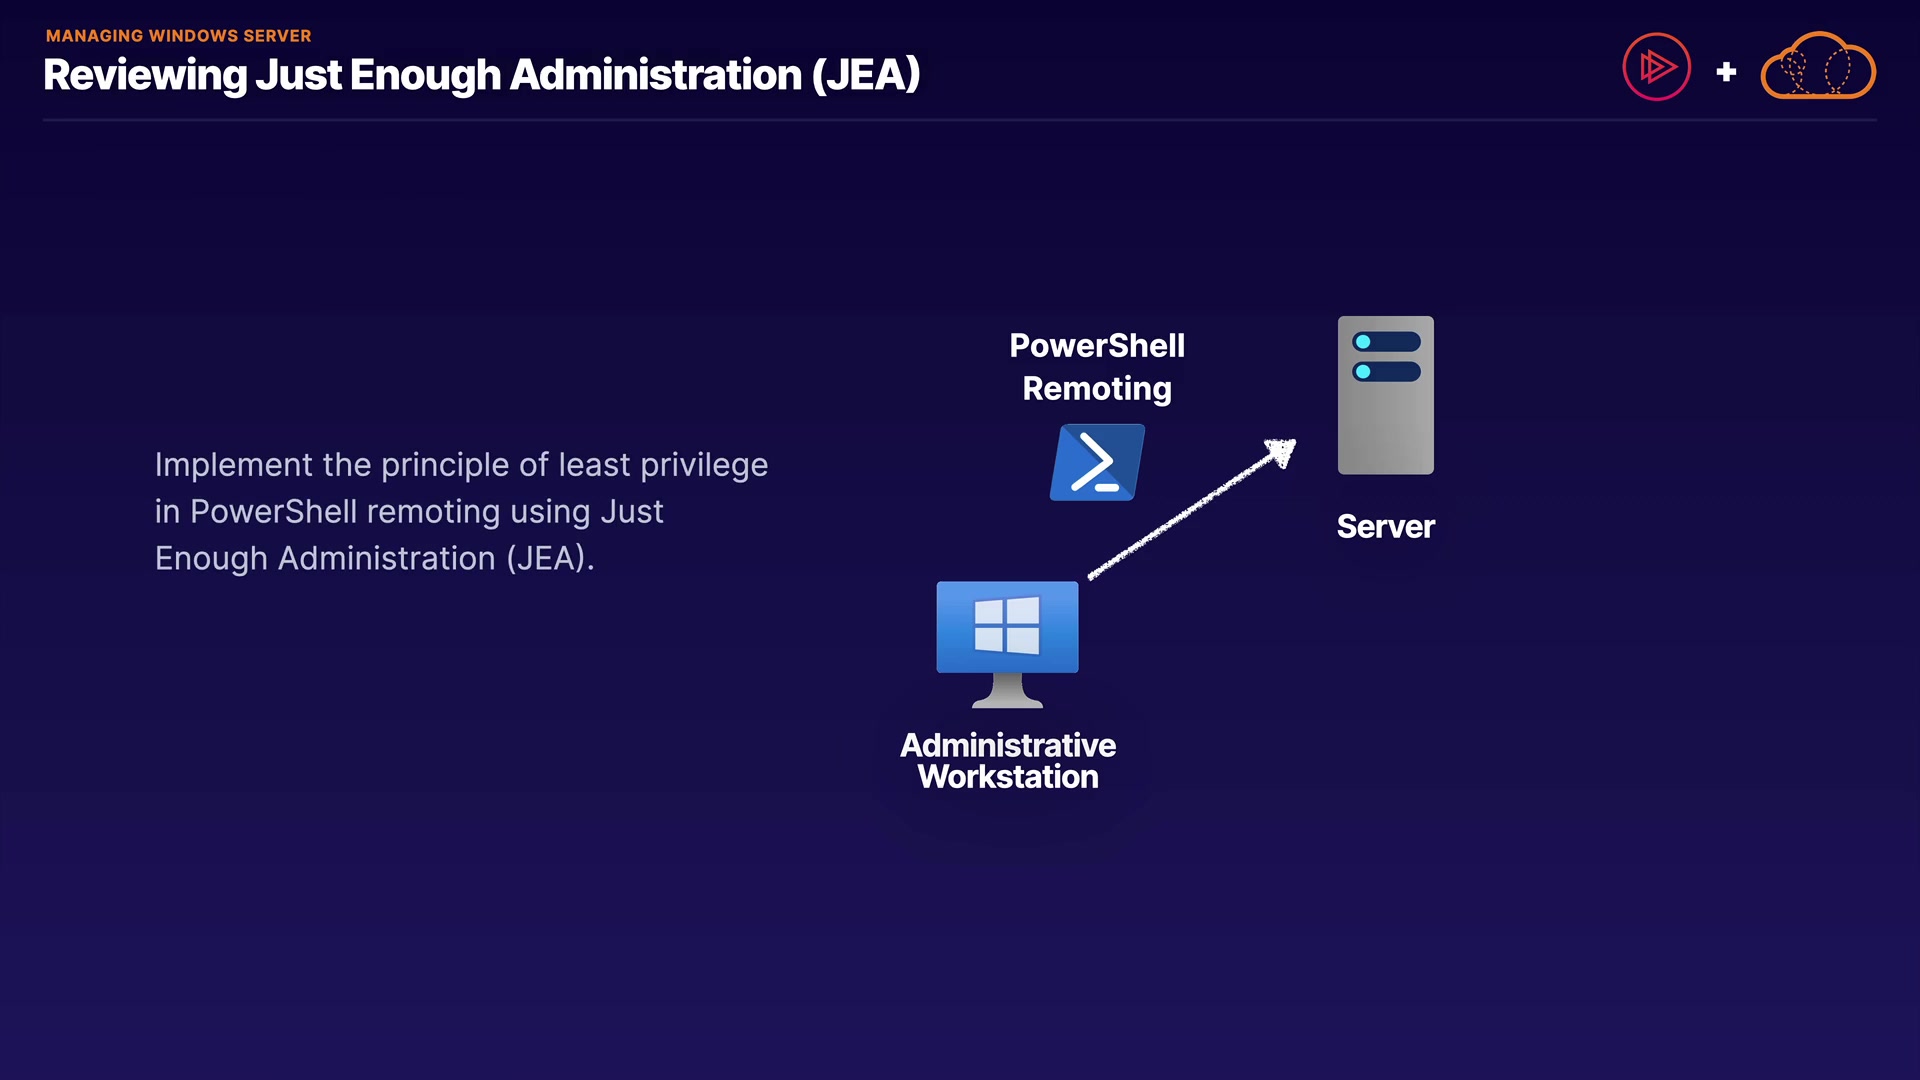 MANAGING WINDOWS SERVER
Reviewing Just Enough Administration (JEA)
Implement the principle of least privilege
in PowerShell remoting using Just
Enough Administration (JEA).
PowerShell
Remoting
Server
Administrative
Workstation